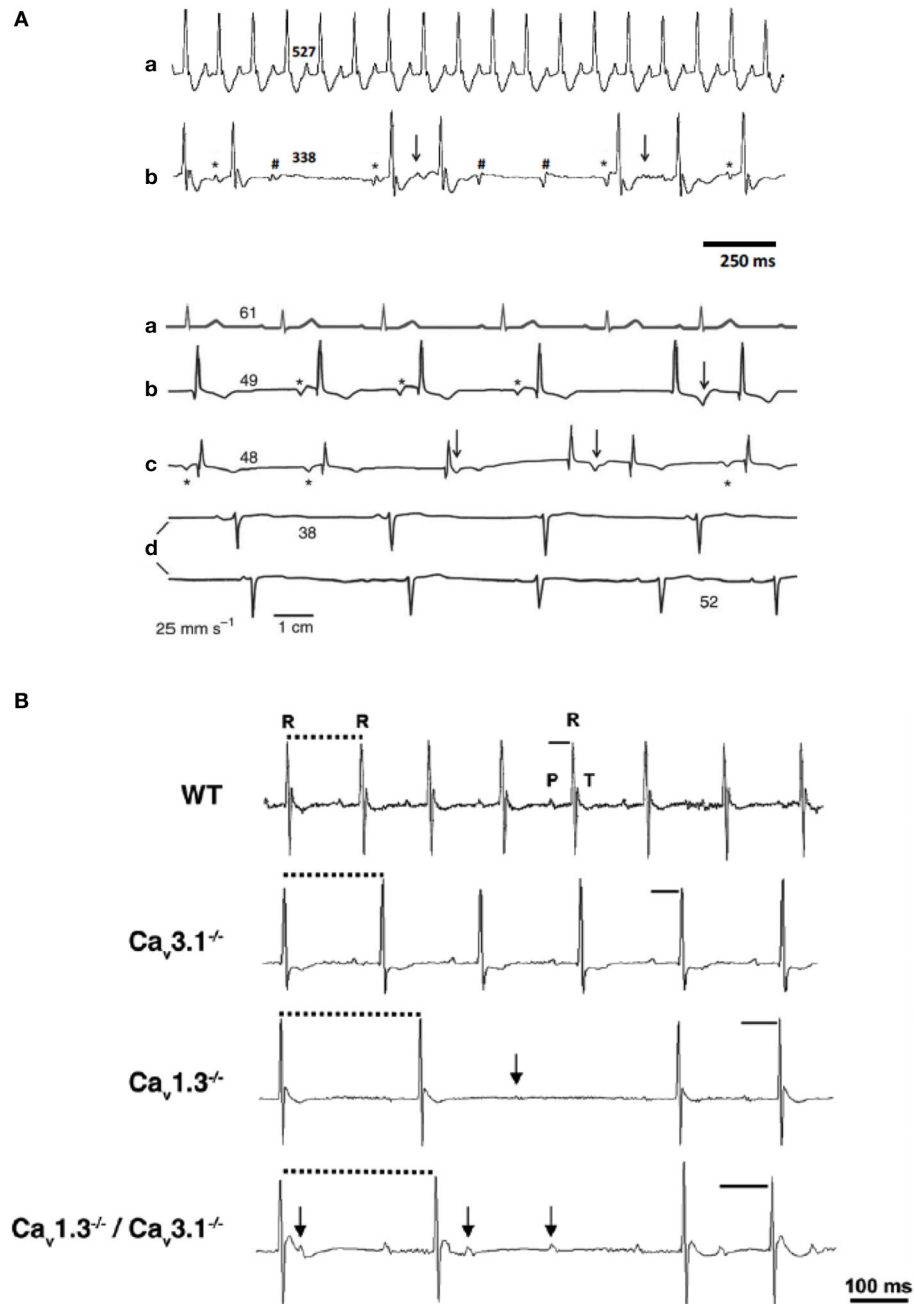 A
a
527
b
* # 338 * # # * *
250 ms
a
61
b
49
* * *
c
48
* * *
d
38
52
25 mm s⁻¹
1 cm
B
R R R
WT
P T
Caᵥ3.1⁻/⁻
Caᵥ1.3⁻/⁻
Caᵥ1.3⁻/⁻ / Caᵥ3.1⁻/⁻
100 ms